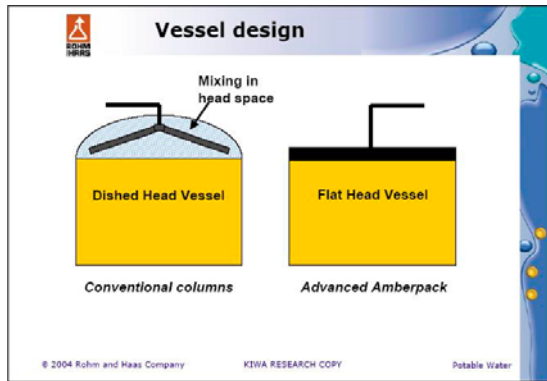 ROHM
HAAS
Vessel design
Mixing in
head space
Dished Head Vessel
Flat Head Vessel
Conventional columns
Advanced Amberpack
© 2004 Rohm and Haas Company
KIWA RESEARCH COPY
Potable Water